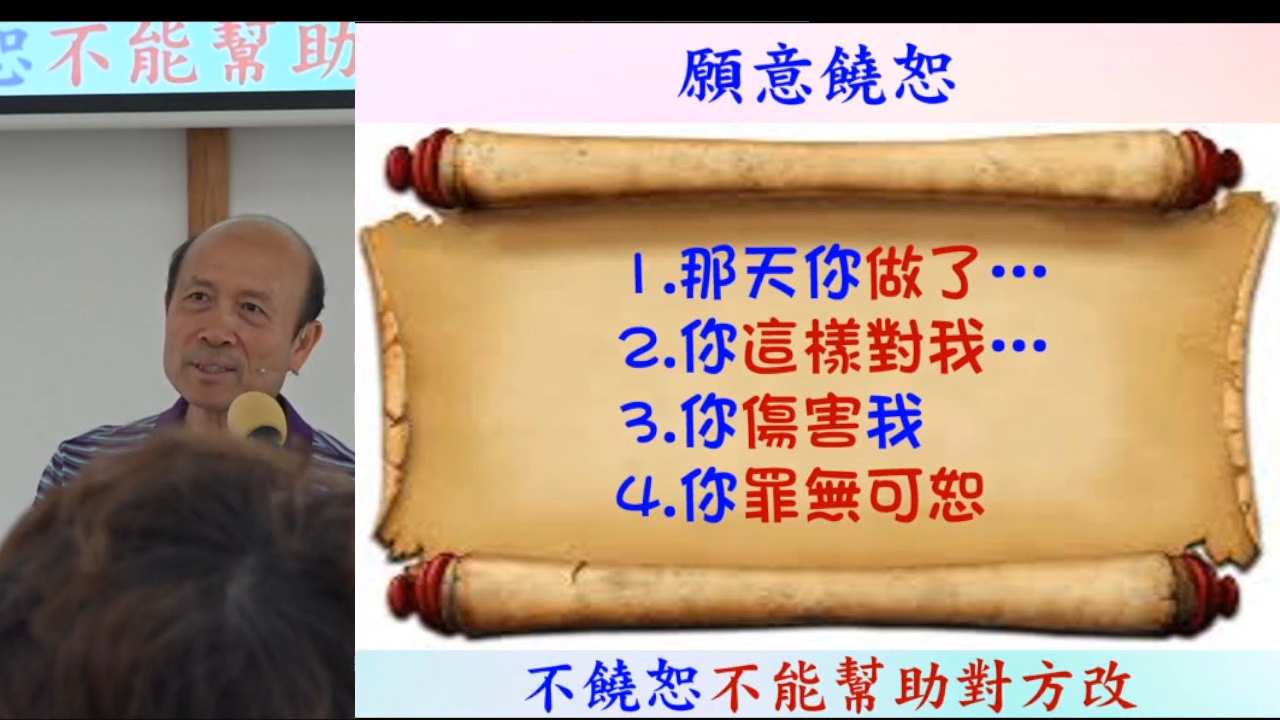 恕不能幫助
願意饒恕
1.那天你做了…
2.你這樣對我…
3.你傷害我
4.你罪無可恕
不饒恕不能幫助對方改